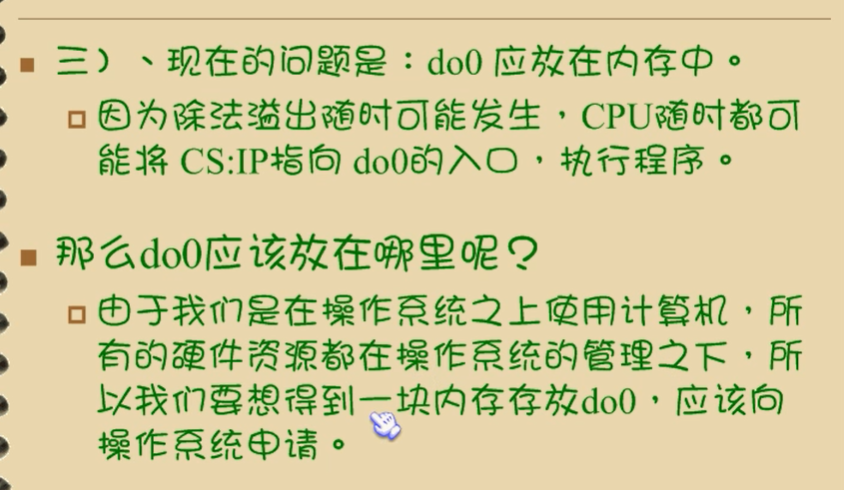 三）、现在的问题是：do0 应放在内存中。
因为除法溢出随时可能发生，CPU随时都可
能将 CS:IP指向 do0的入口，执行程序。
那么do0应该放在哪里呢？
由于我们是在操作系统之上使用计算机，所
有的硬件资源都在操作系统的管理之下，所
以我们要想得到一块内存存放do0，应该向
操作系统申请。